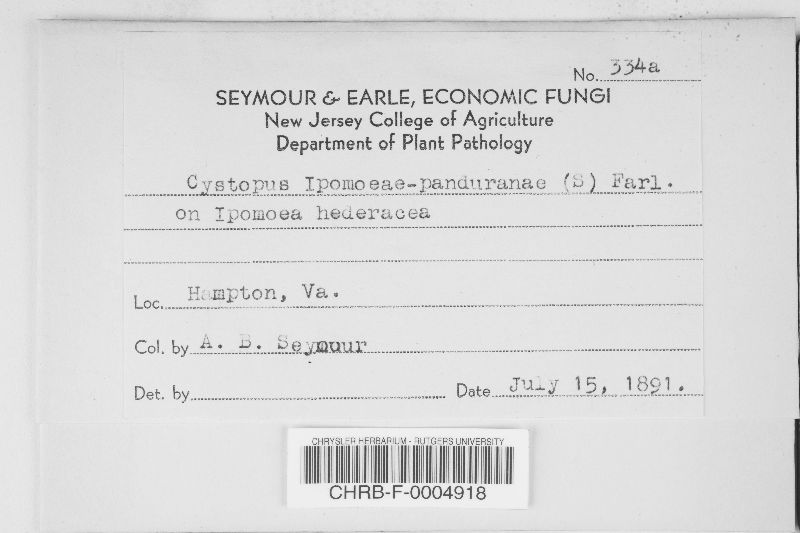 No. 334a
SEYMOUR & EARLE, ECONOMIC FUNGI
New Jersey College of Agriculture
Department of Plant Pathology
Cystopus Ipomoeae-panduranae (S) Farl.
on Ipomoea hederacea
Loc. Hampton, Va.
Col. by A. B. Seymuur
Det. by Date July 15, 1891.
CHRYSLER HERBARIUM - RUTGERS UNIVERSITY
CHRB-F-0004918